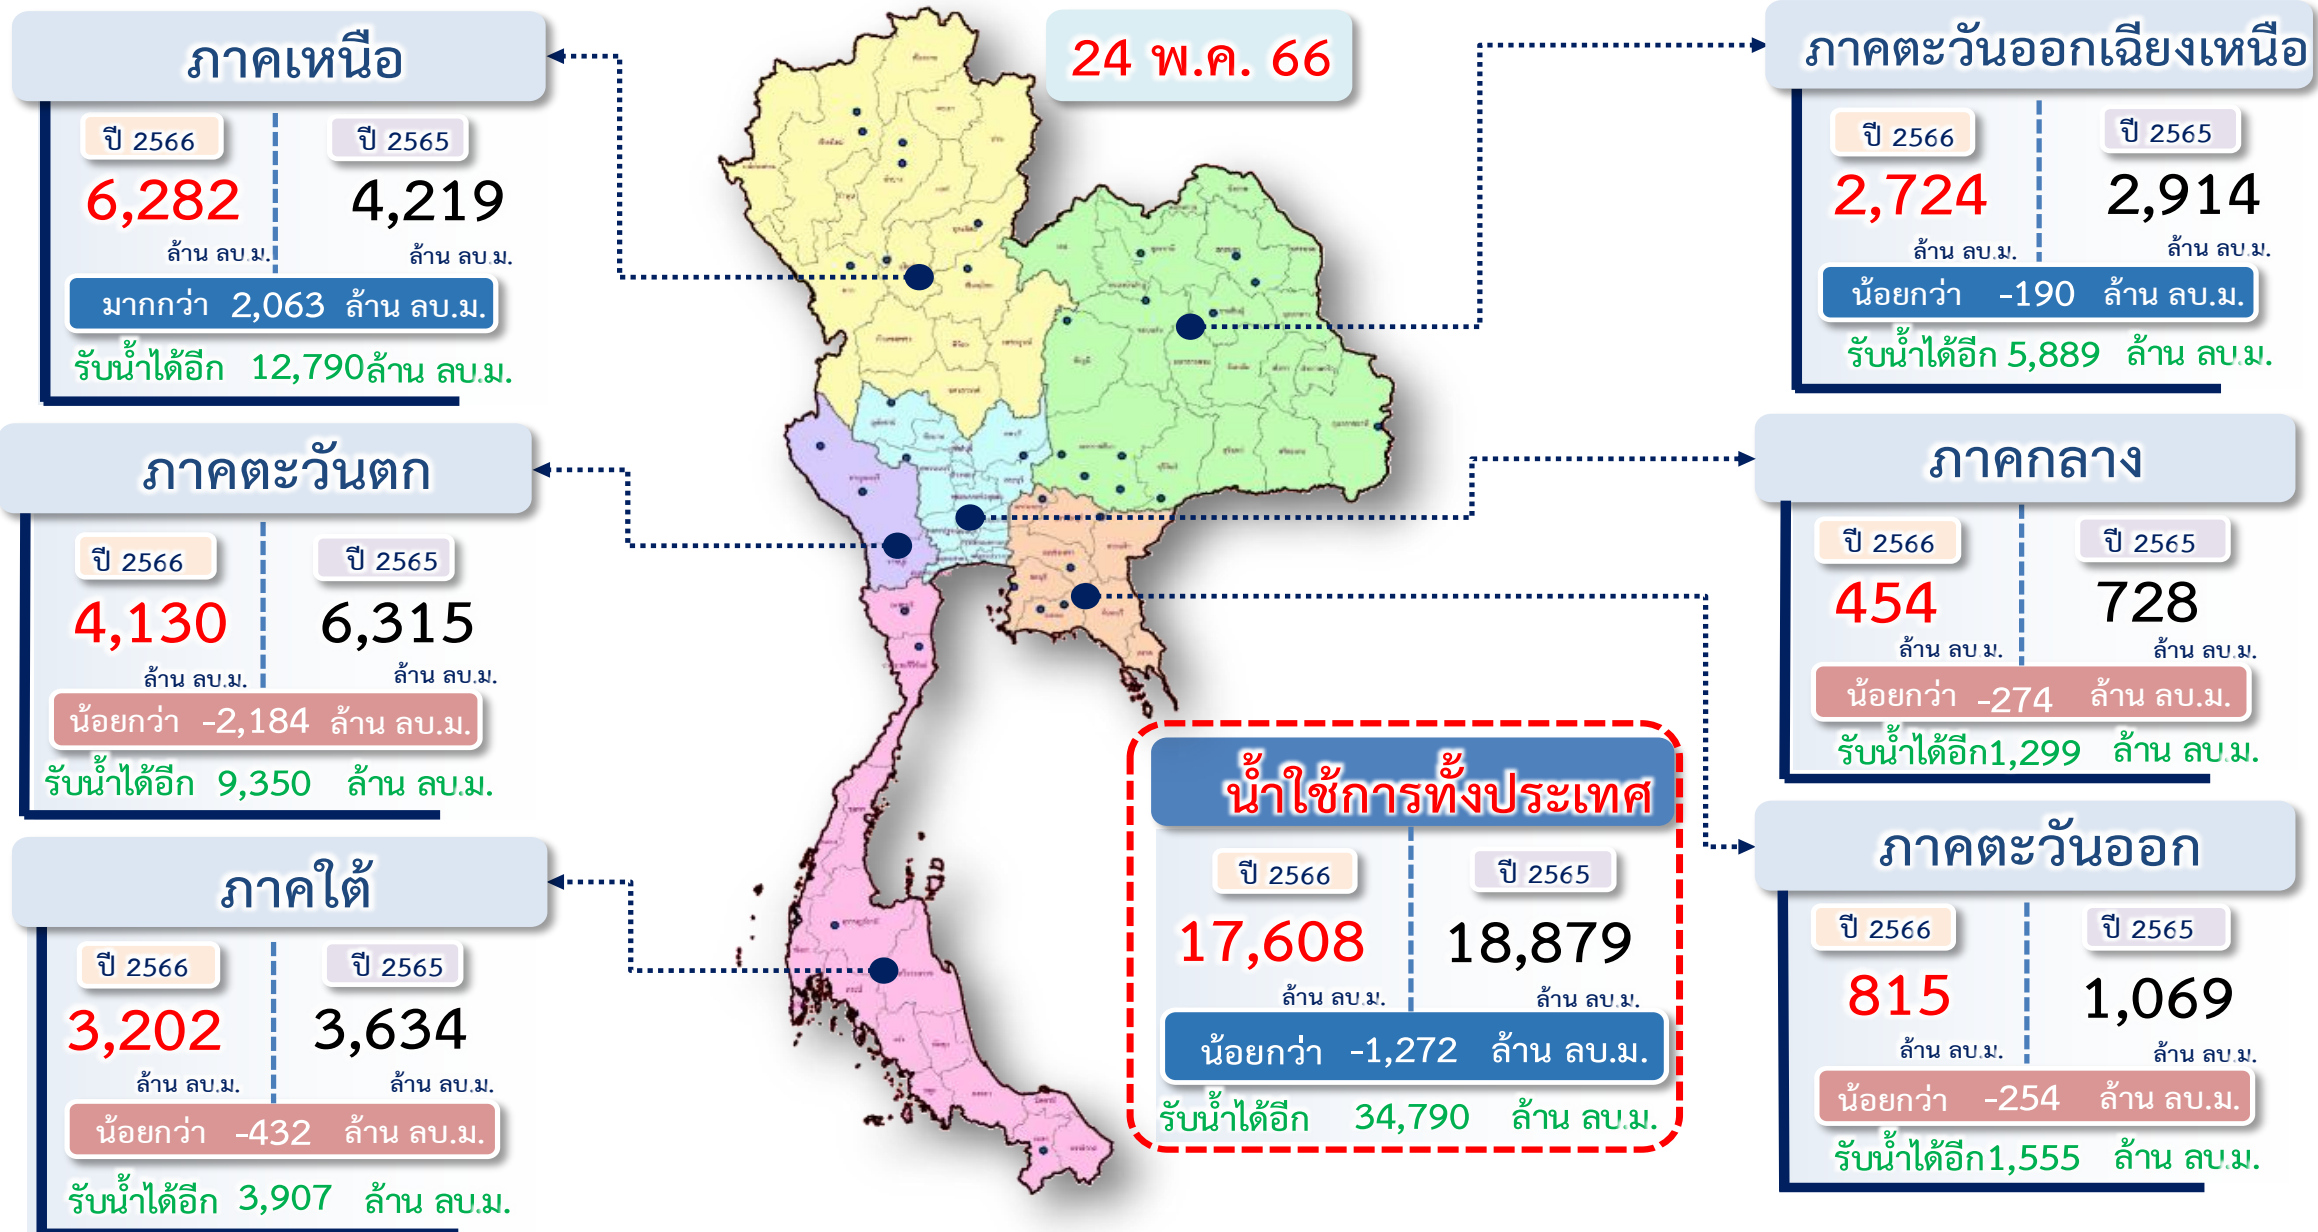 24 พ.ค. 66
ภาคเหนือ
ปี 2566
ปี 2565
6,282
4,219
ล้าน ลบ.ม.
ล้าน ลบ.ม.
มากกว่า 2,063 ล้าน ลบ.ม.
รับน้ำได้อีก 12,790 ล้าน ลบ.ม.
ภาคตะวันตก
ปี 2566
ปี 2565
4,130
6,315
ล้าน ลบ.ม.
ล้าน ลบ.ม.
น้อยกว่า -2,184 ล้าน ลบ.ม.
รับน้ำได้อีก 9,350 ล้าน ลบ.ม.
ภาคใต้
ปี 2566
ปี 2565
3,202
3,634
ล้าน ลบ.ม.
ล้าน ลบ.ม.
น้อยกว่า -432 ล้าน ลบ.ม.
รับน้ำได้อีก 3,907 ล้าน ลบ.ม.
น้ำใช้การทั้งประเทศ
ปี 2566
ปี 2565
17,608
18,879
ล้าน ลบ.ม.
ล้าน ลบ.ม.
น้อยกว่า -1,272 ล้าน ลบ.ม.
รับน้ำได้อีก 34,790 ล้าน ลบ.ม.
ภาคตะวันออกเฉียงเหนือ
ปี 2566
ปี 2565
2,724
2,914
ล้าน ลบ.ม.
ล้าน ลบ.ม.
น้อยกว่า -190 ล้าน ลบ.ม.
รับน้ำได้อีก 5,889 ล้าน ลบ.ม.
ภาคกลาง
ปี 2566
ปี 2565
454
728
ล้าน ลบ.ม.
ล้าน ลบ.ม.
น้อยกว่า -274 ล้าน ลบ.ม.
รับน้ำได้อีก 1,299 ล้าน ลบ.ม.
ภาคตะวันออก
ปี 2566
ปี 2565
815
1,069
ล้าน ลบ.ม.
ล้าน ลบ.ม.
น้อยกว่า -254 ล้าน ลบ.ม.
รับน้ำได้อีก 1,555 ล้าน ลบ.ม.